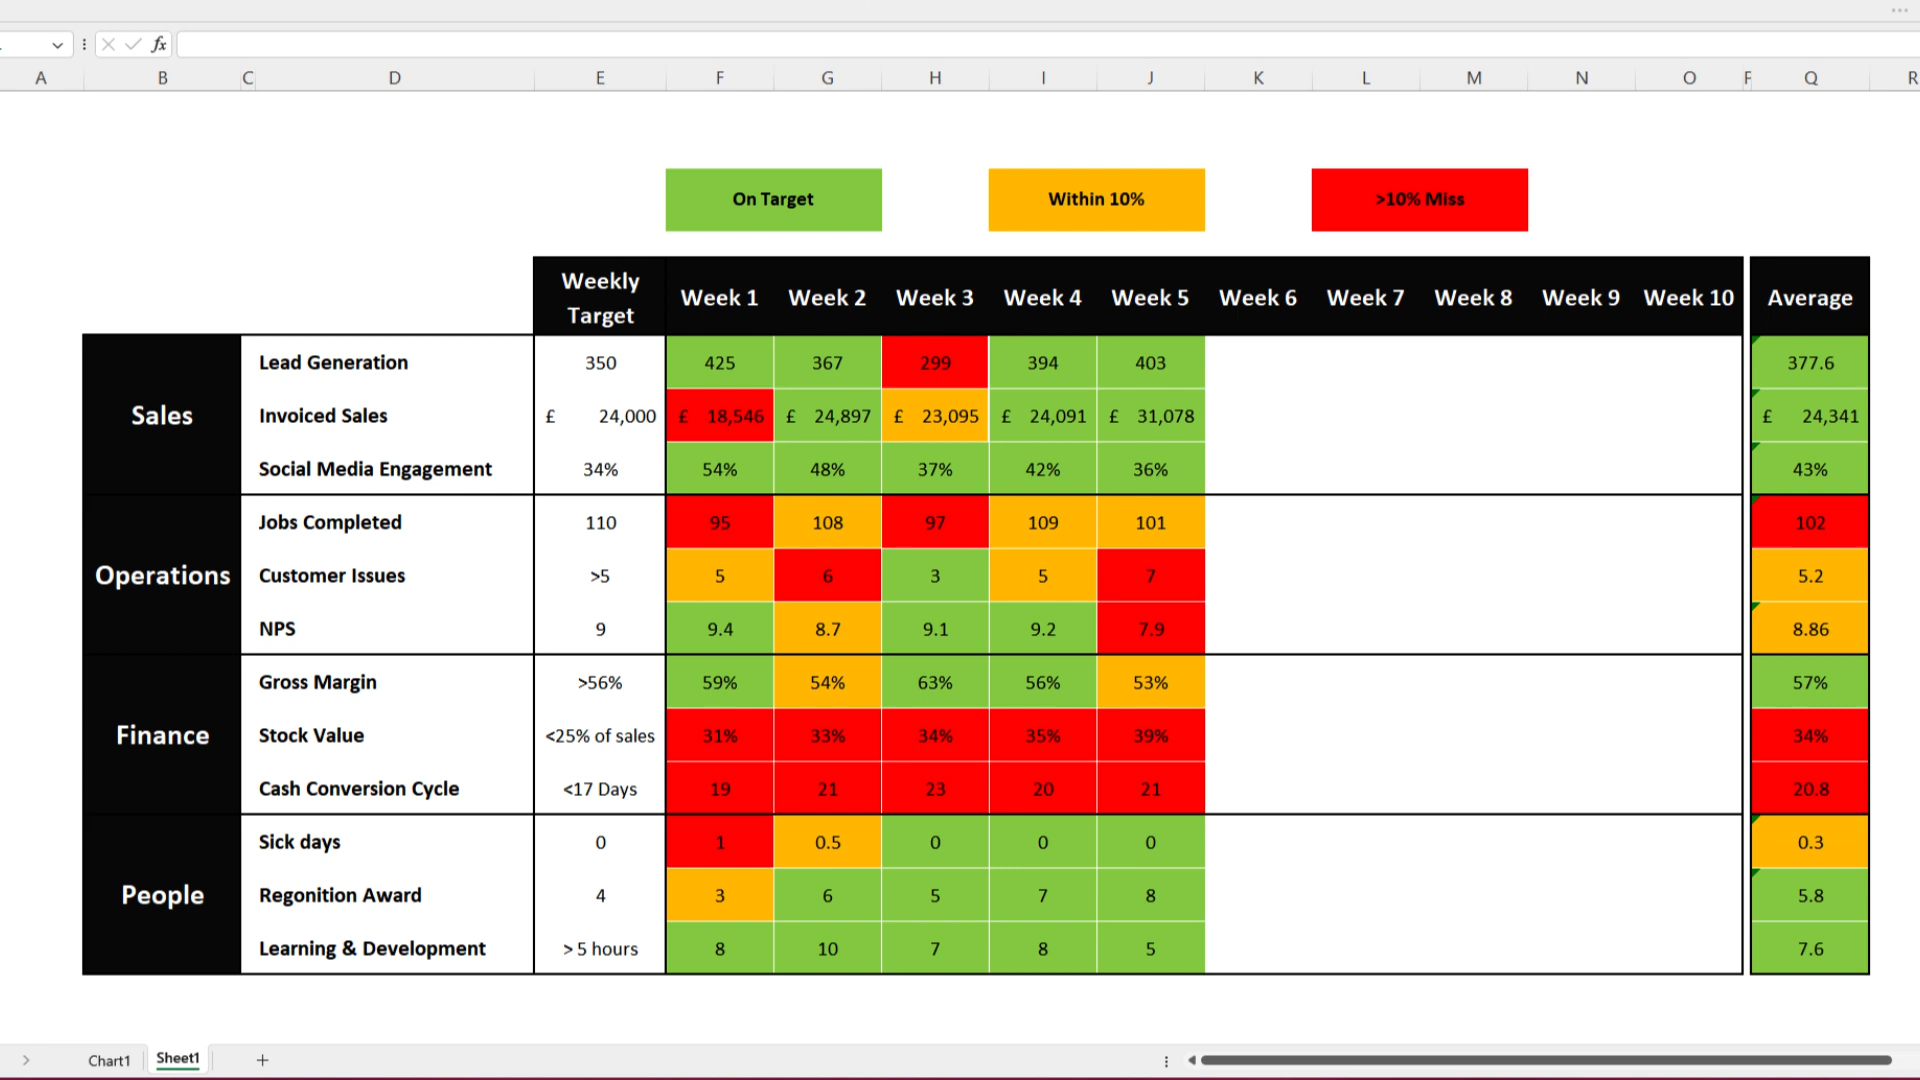 fx
A B C D E F G H I J K L M N O F Q R
On Target Within 10% >10% Miss
Weekly Target Week 1 Week 2 Week 3 Week 4 Week 5 Week 6 Week 7 Week 8 Week 9 Week 10 Average
Sales
Lead Generation 350 425 367 299 394 403 377.6
Invoiced Sales £ 24,000 £ 18,546 £ 24,897 £ 23,095 £ 24,091 £ 31,078 £ 24,341
Social Media Engagement 34% 54% 48% 37% 42% 36% 43%
Operations
Jobs Completed 110 95 108 97 109 101 102
Customer Issues >5 5 6 3 5 7 5.2
NPS 9 9.4 8.7 9.1 9.2 7.9 8.86
Finance
Gross Margin >56% 59% 54% 63% 56% 53% 57%
Stock Value <25% of sales 31% 33% 34% 35% 39% 34%
Cash Conversion Cycle <17 Days 19 21 23 20 21 20.8
People
Sick days 0 1 0.5 0 0 0 0.3
Regonition Award 4 3 6 5 7 8 5.8
Learning & Development > 5 hours 8 10 7 8 5 7.6
Chart1 Sheet1 +